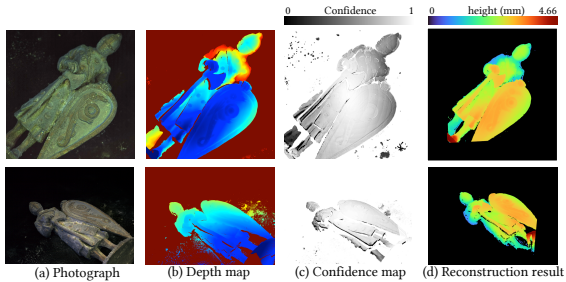 0 Confidence 1
0 height (mm) 4.66
(a) Photograph
(b) Depth map
(c) Confidence map
(d) Reconstruction result